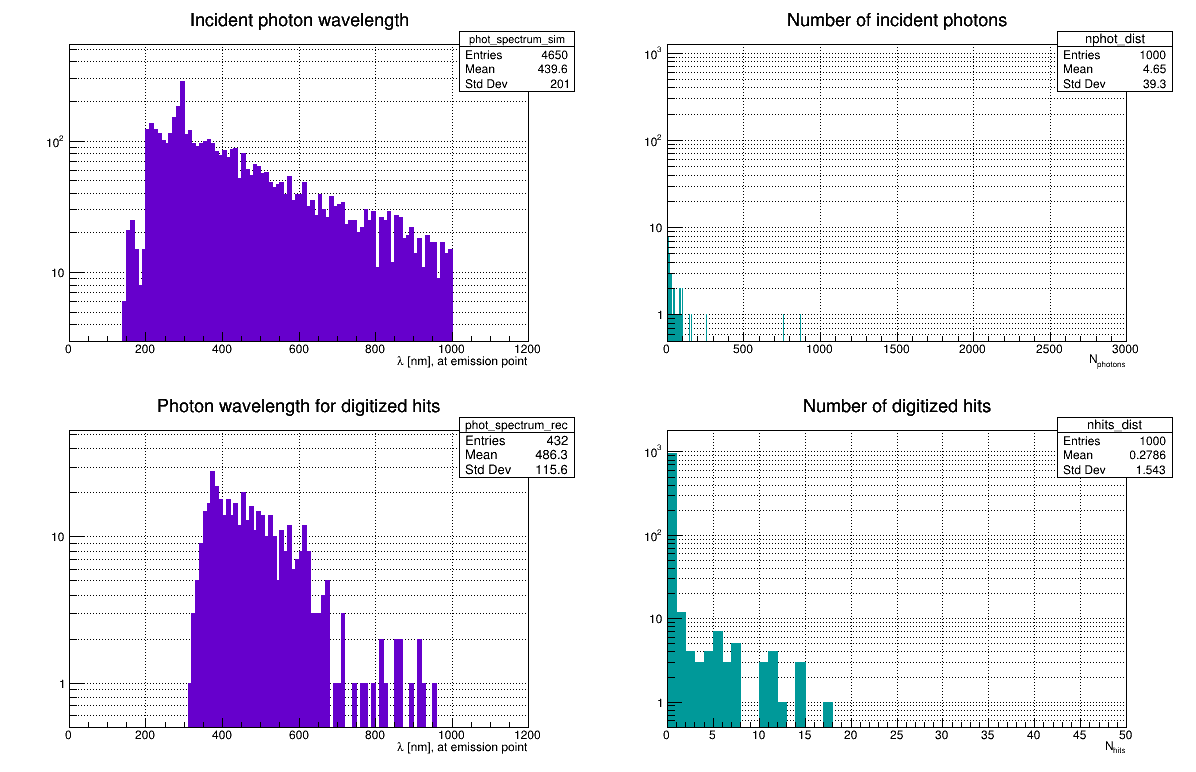 Incident photon wavelength
phot_spectrum_sim
Entries 4650
Mean 439.6
Std Dev 201
10²
10
0 200 400 600 800 1000 1200
λ [nm], at emission point
Number of incident photons
nphot_dist
Entries 1000
Mean 4.65
Std Dev 39.3
10³
10²
10
1
0 500 1000 1500 2000 2500 3000
N_photons
Photon wavelength for digitized hits
phot_spectrum_rec
Entries 432
Mean 486.3
Std Dev 115.6
10
1
0 200 400 600 800 1000 1200
λ [nm], at emission point
Number of digitized hits
nhits_dist
Entries 1000
Mean 0.2786
Std Dev 1.543
10³
10²
10
1
0 5 10 15 20 25 30 35 40 45 50
N_hits